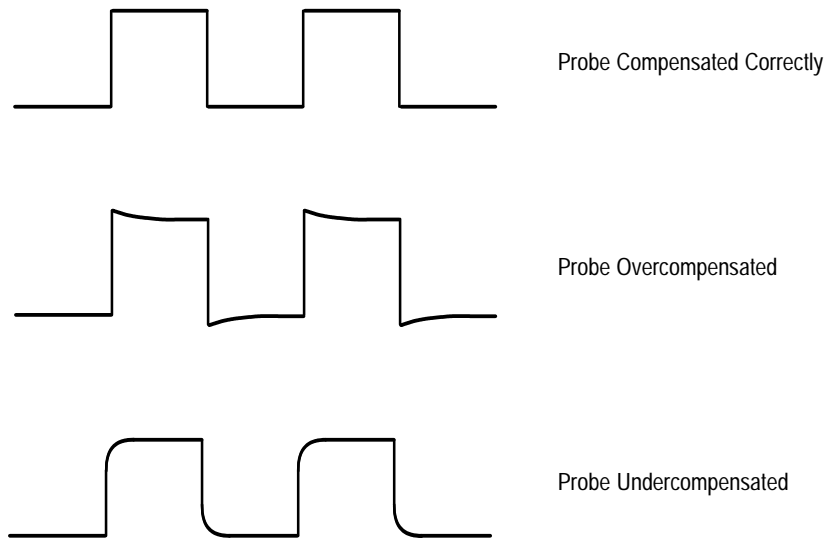 Probe Compensated Correctly
Probe Overcompensated
Probe Undercompensated